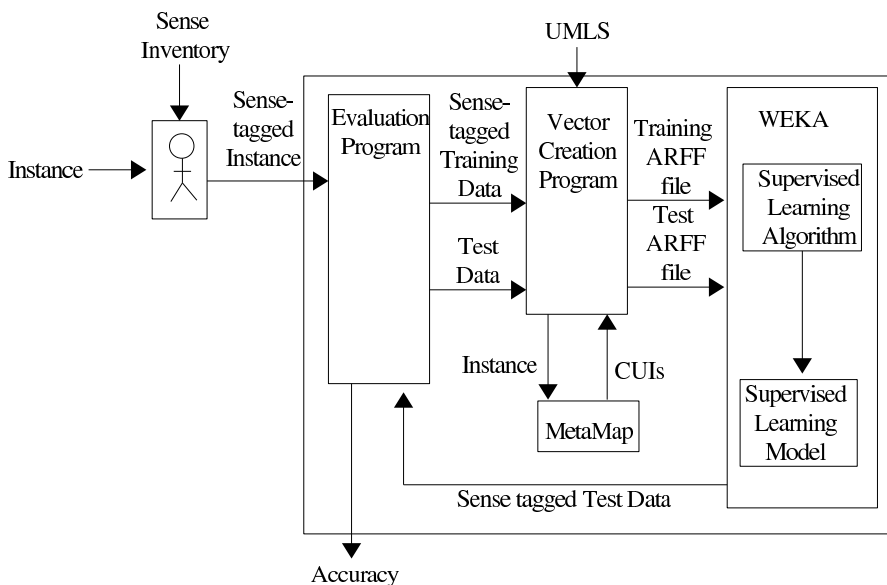 Sense
Inventory
UMLS
Instance
Sense-
tagged
Instance
Evaluation
Program
Sense-
tagged
Training
Data
Test
Data
Vector
Creation
Program
Training
ARFF
file
Test
ARFF
file
WEKA
Supervised
Learning
Algorithm
Supervised
Learning
Model
Instance
CUIs
MetaMap
Sense tagged Test Data
Accuracy